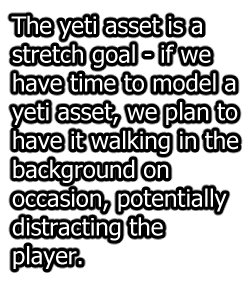 The yeti asset is a
stretch goal - if we
have time to model a
yeti asset, we plan to
have it walking in the
background on
occasion, potentially
distracting the
player.